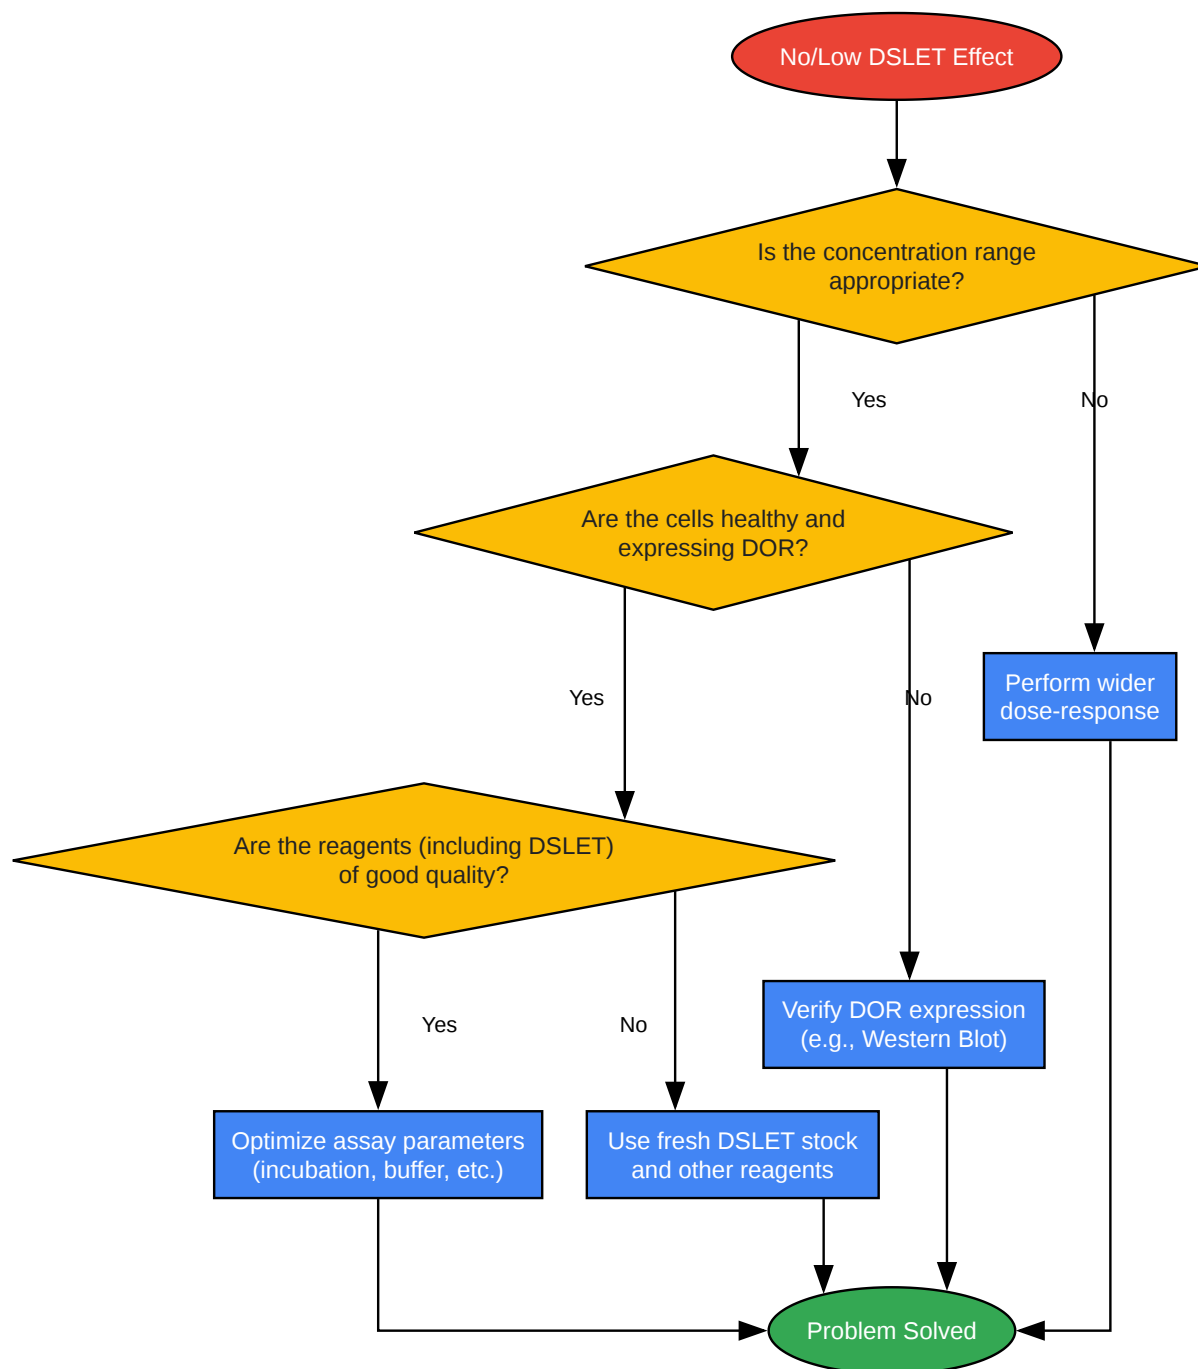 No/Low DSLET Effect
Is the concentration range
appropriate?
Yes
No
Are the cells healthy and
expressing DOR?
Yes
No
Perform wider
dose-response
Are the reagents (including DSLET)
of good quality?
Yes
No
Verify DOR expression
(e.g., Western Blot)
Optimize assay parameters
(incubation, buffer, etc.)
Use fresh DSLET stock
and other reagents
Problem Solved